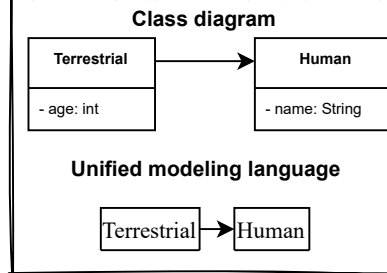 Class diagram
Terrestrial
Human
- age: int
- name: String
Unified modeling language
Terrestrial
Human